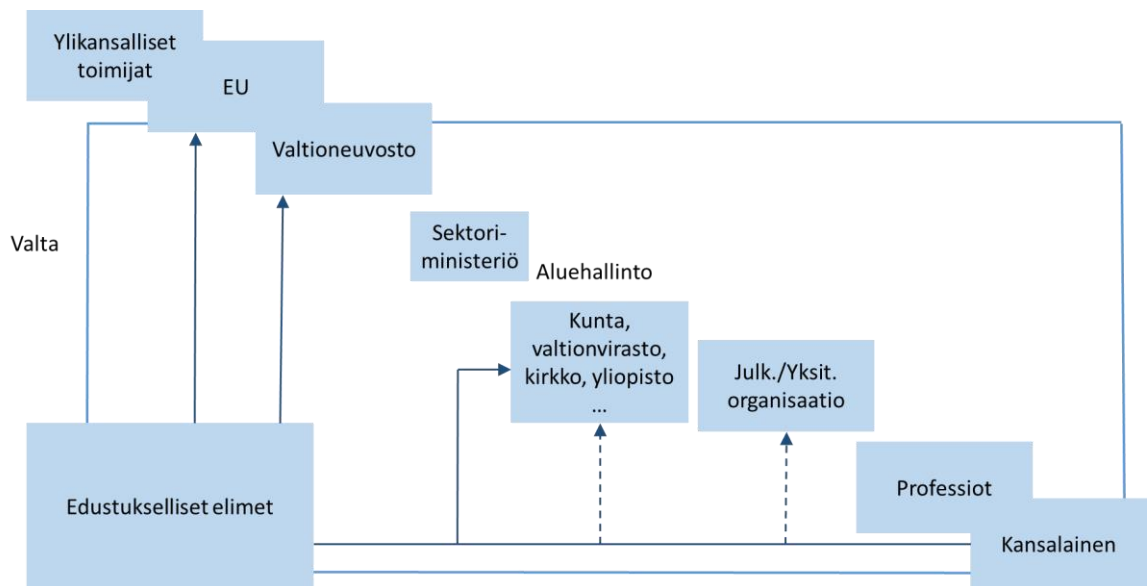 Ylikansalliset
toimijat
EU
Valtioneuvosto
Valta
Sektori-
ministeriö
Aluehallinto
Kunta,
valtionvirasto,
kirkko, yliopisto
…
Julk./Yksit.
organisaatio
Professiot
Edustukselliset elimet
Kansalainen